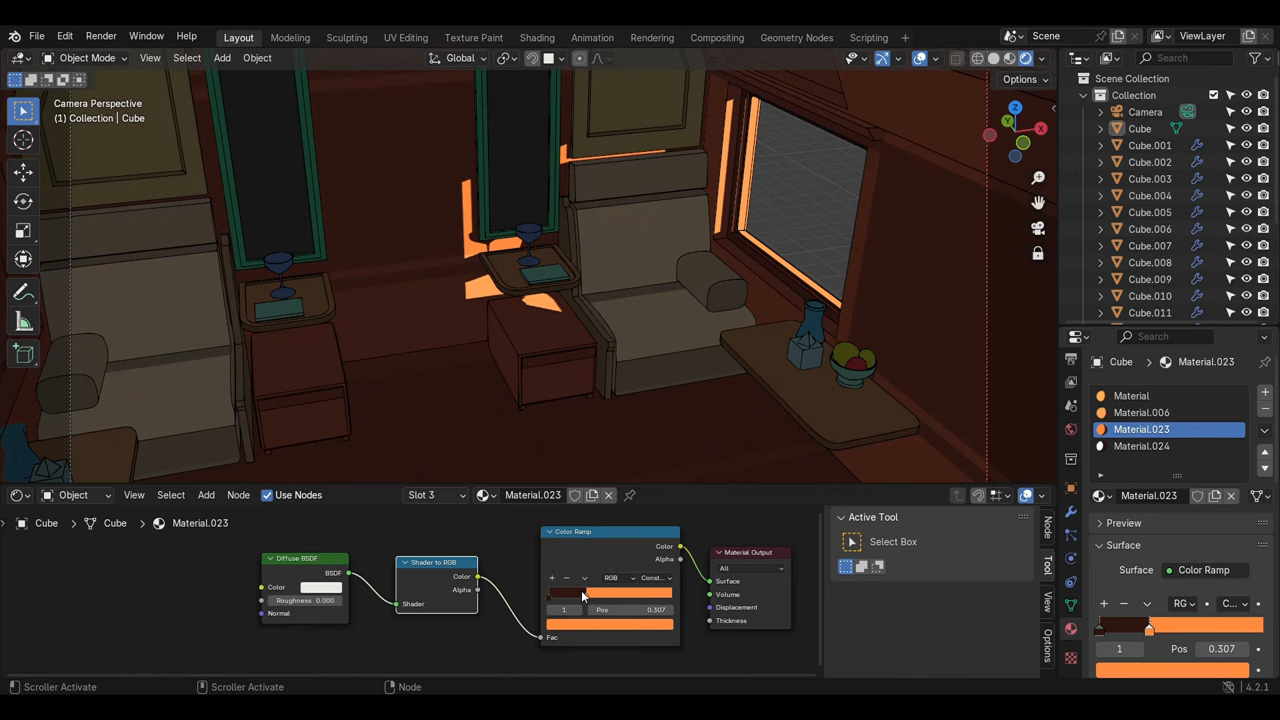 File Edit Render Window Help Layout Modeling Sculpting UV Editing Texture Paint Shading Animation Rendering Compositing Geometry Nodes Scripting Scene ViewLayer
Object Mode View Select Add Object Global Search
Options Scene Collection
Camera Perspective Collection
(1) Collection | Cube Camera
X Y Z Cube
Cube.001
Cube.002
Cube.003
Cube.004
Cube.005
Cube.006
Cube.007
Cube.008
Cube.009
Cube.010
Cube.011
Search
Cube Material.023
Material
Material.006
Material.023
Material.024
Object View Select Add Node Use Nodes Slot 3 Material.023 Material.023
Cube Cube Material.023 Active Tool Preview
Select Box Surface
Surface Color Ramp
RG C...
1 Pos 0.307
Diffuse BSDF
BSDF
Color
Roughness 0.000
Normal
Shader to RGB
Color
Alpha
Shader
Color Ramp
Color
Alpha
RGB Const...
1 Pos 0.307
Fac
Material Output
All
Surface
Volume
Displacement
Thickness
Node
Tool
View
Options
Scroller Activate Scroller Activate Node 4.2.1